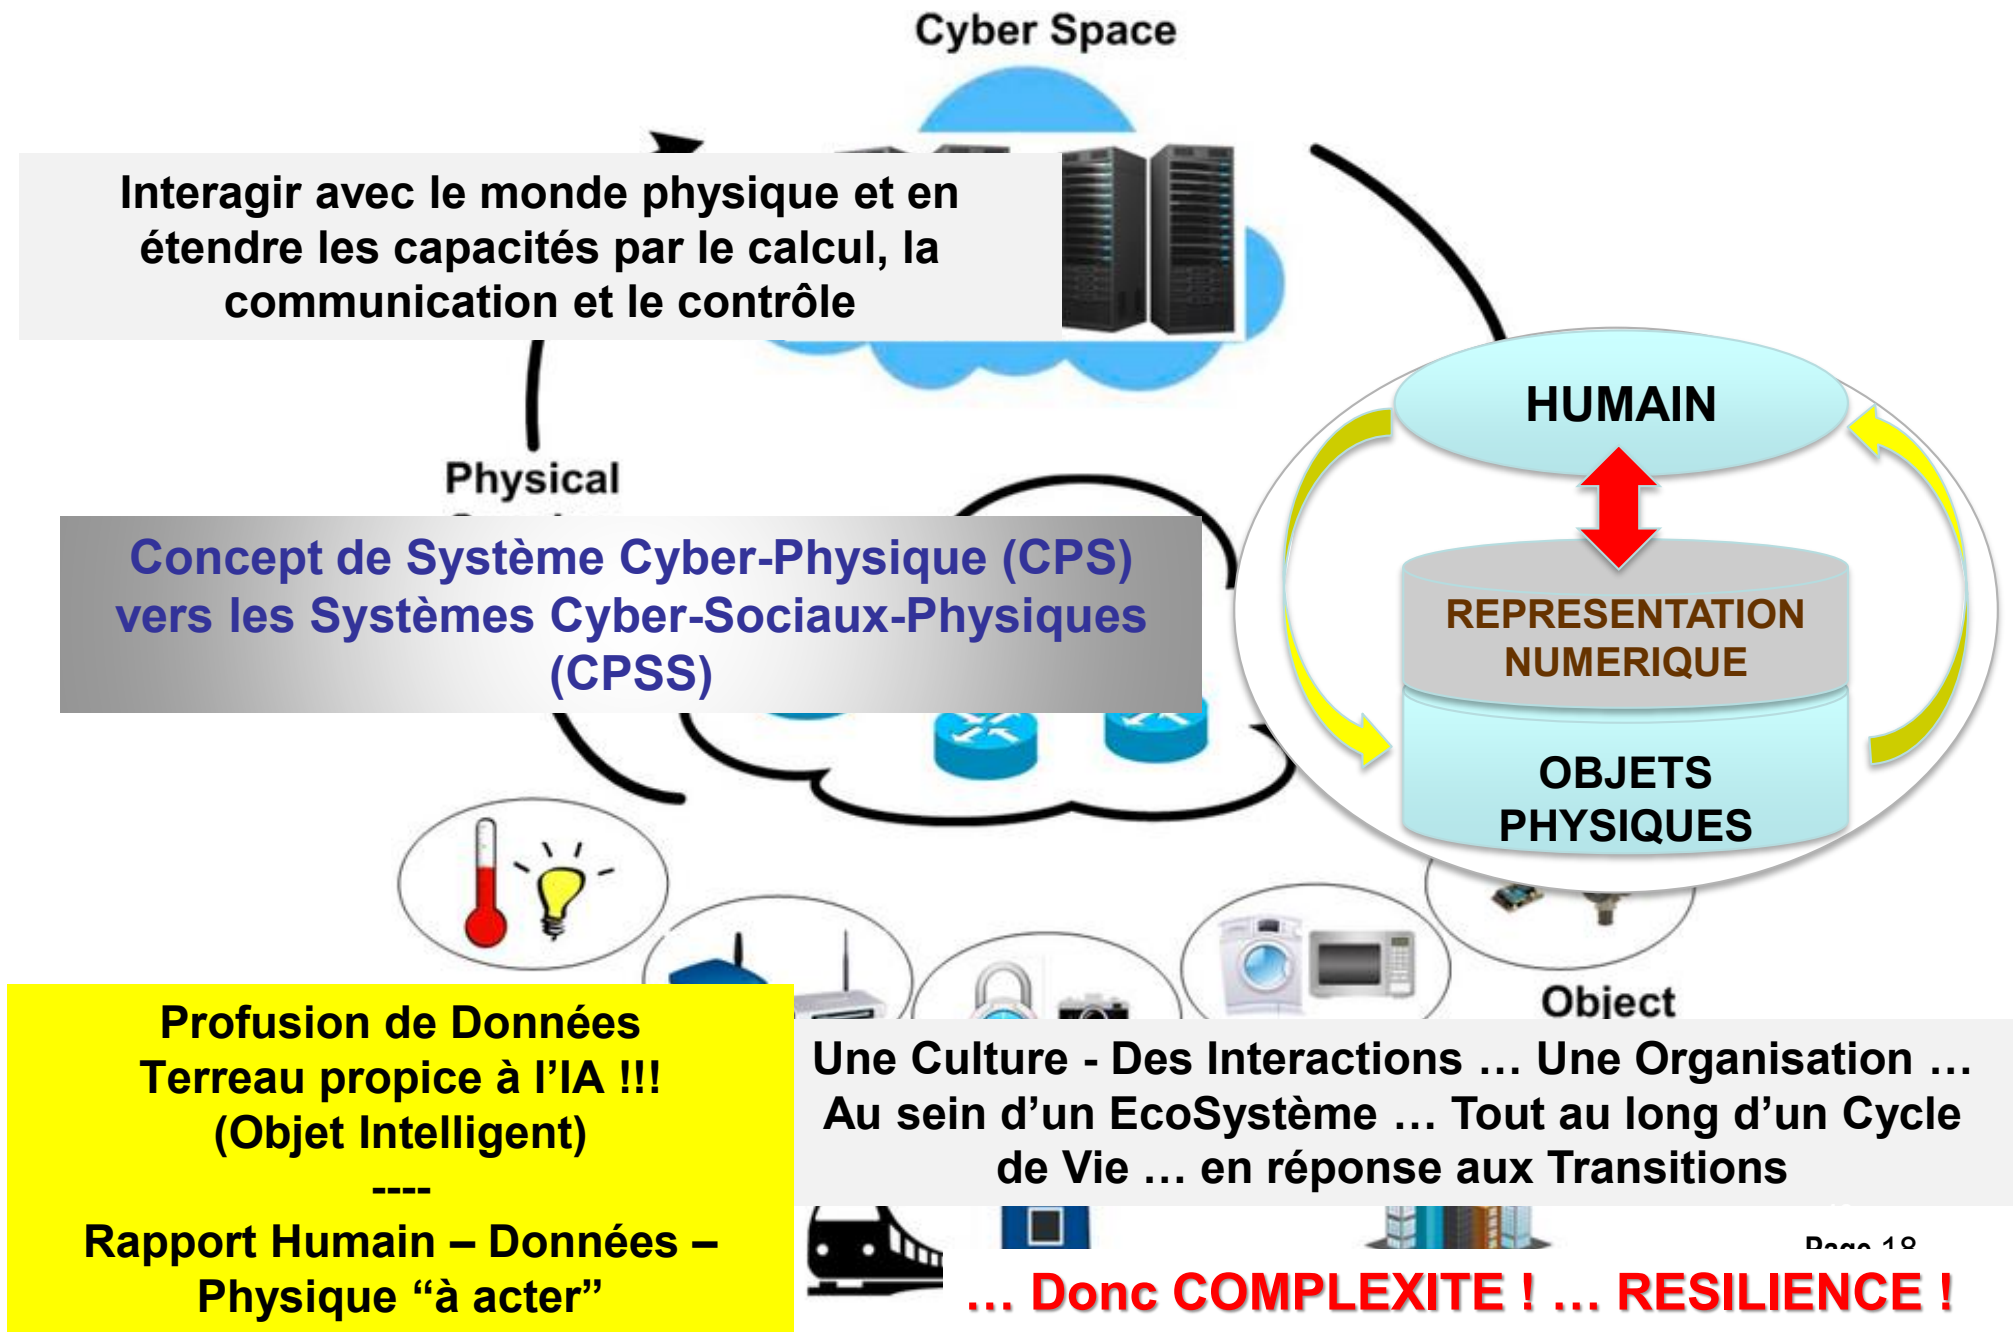 Cyber Space
Interagir avec le monde physique et en
étendre les capacités par le calcul, la
communication et le contrôle
Physical
Concept de Système Cyber-Physique (CPS)
vers les Systèmes Cyber-Sociaux-Physiques
(CPSS)
HUMAIN
REPRESENTATION
NUMERIQUE
OBJETS
PHYSIQUES
Object
Profusion de Données
Terreau propice à l’IA !!!
(Objet Intelligent)
----
Rapport Humain – Données –
Physique “à acter”
Une Culture - Des Interactions … Une Organisation …
Au sein d’un EcoSystème … Tout au long d’un Cycle
de Vie … en réponse aux Transitions
Page 18
… Donc COMPLEXITE ! … RESILIENCE !